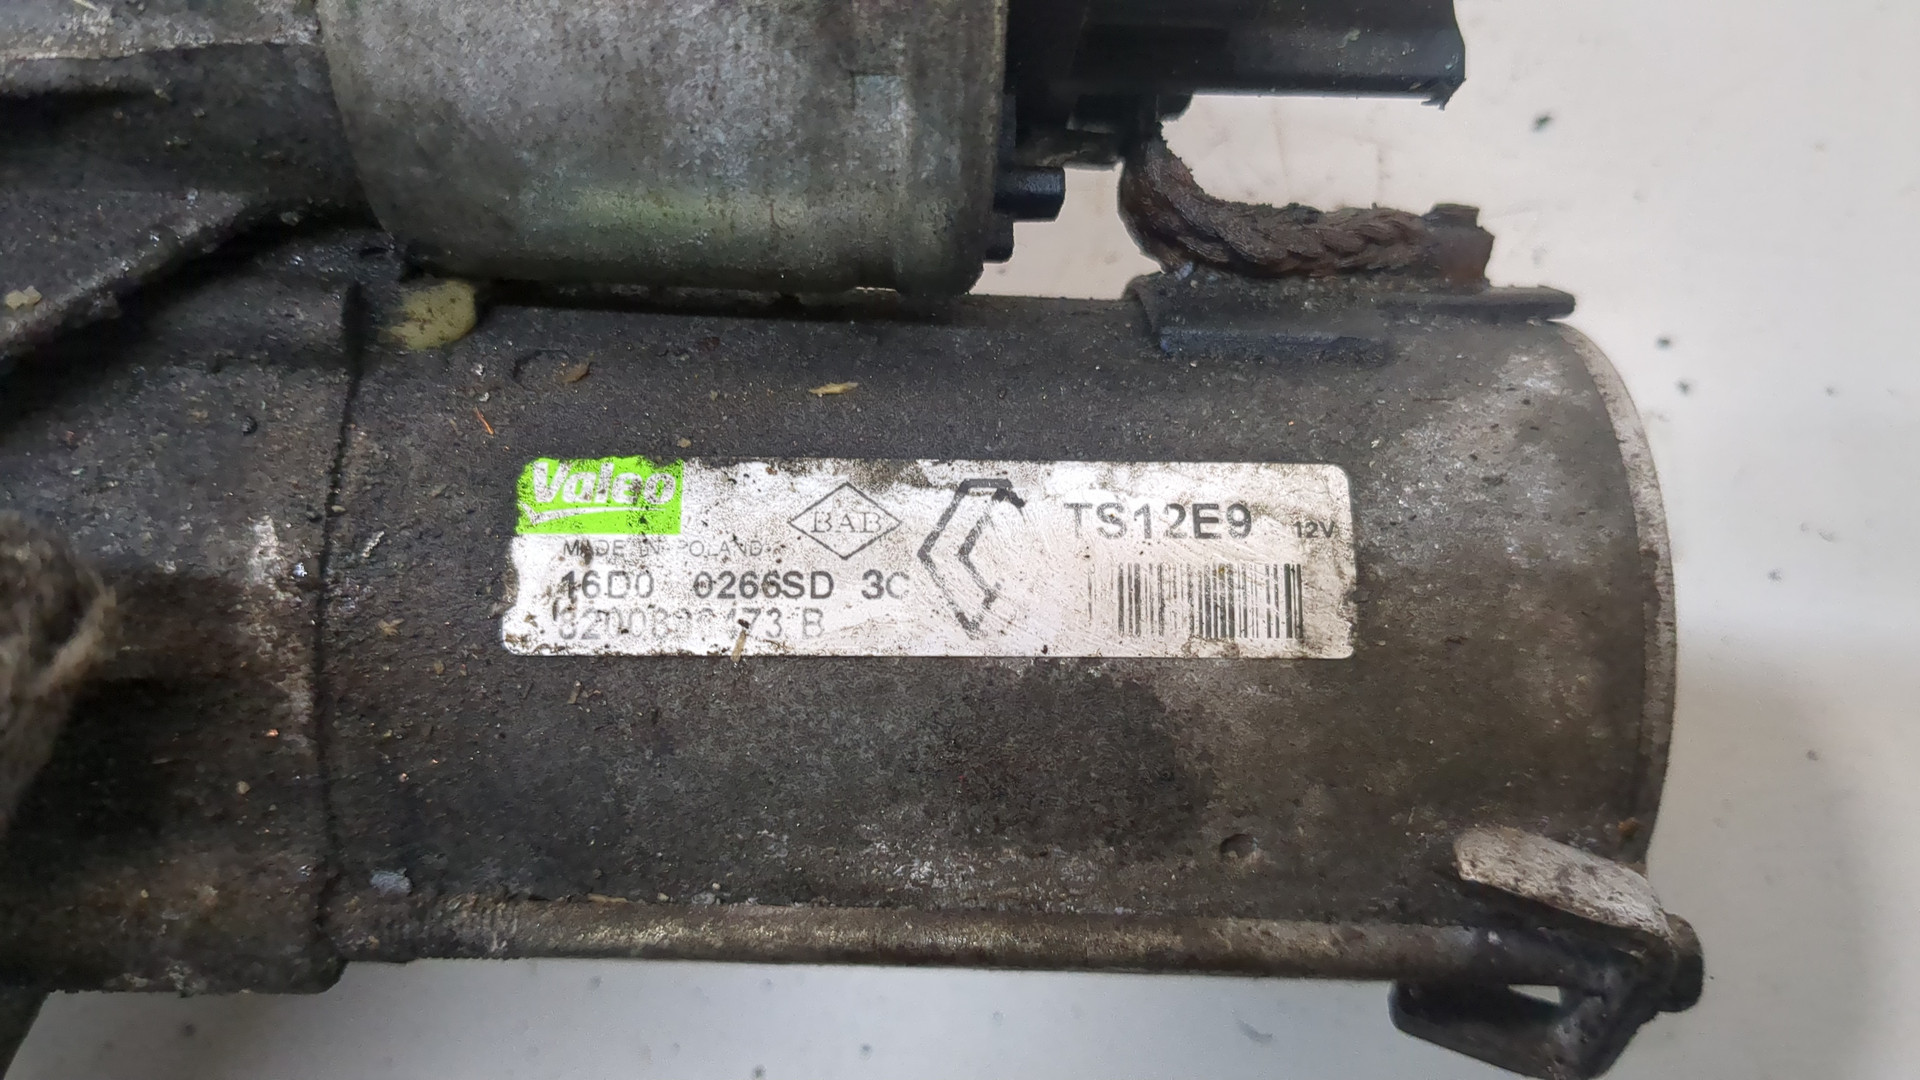 Valeo
BAB
TS12E9 12V
MADE IN POLAND
16D0 0266SD 3C